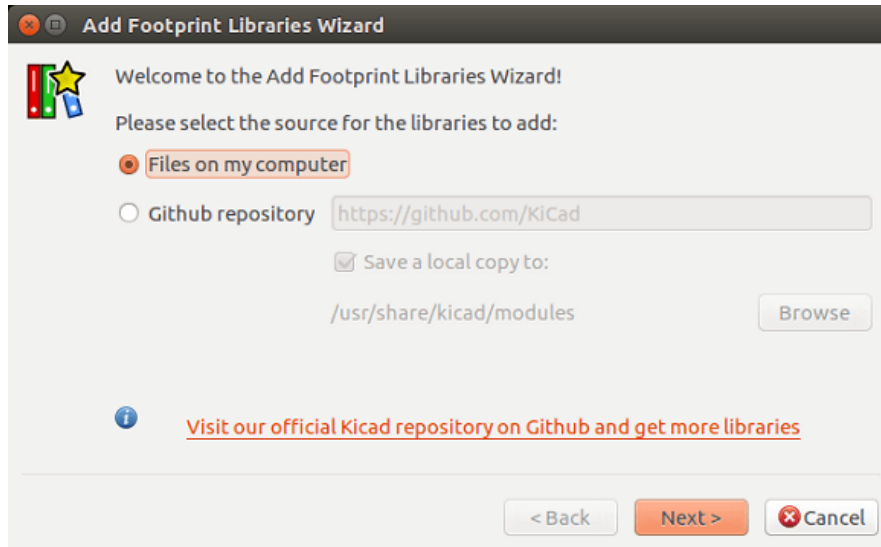 Add Footprint Libraries Wizard
Welcome to the Add Footprint Libraries Wizard!
Please select the source for the libraries to add:
Files on my computer
Github repository https://github.com/KiCad
Save a local copy to:
/usr/share/kicad/modules Browse
Visit our official Kicad repository on Github and get more libraries
< Back Next > Cancel